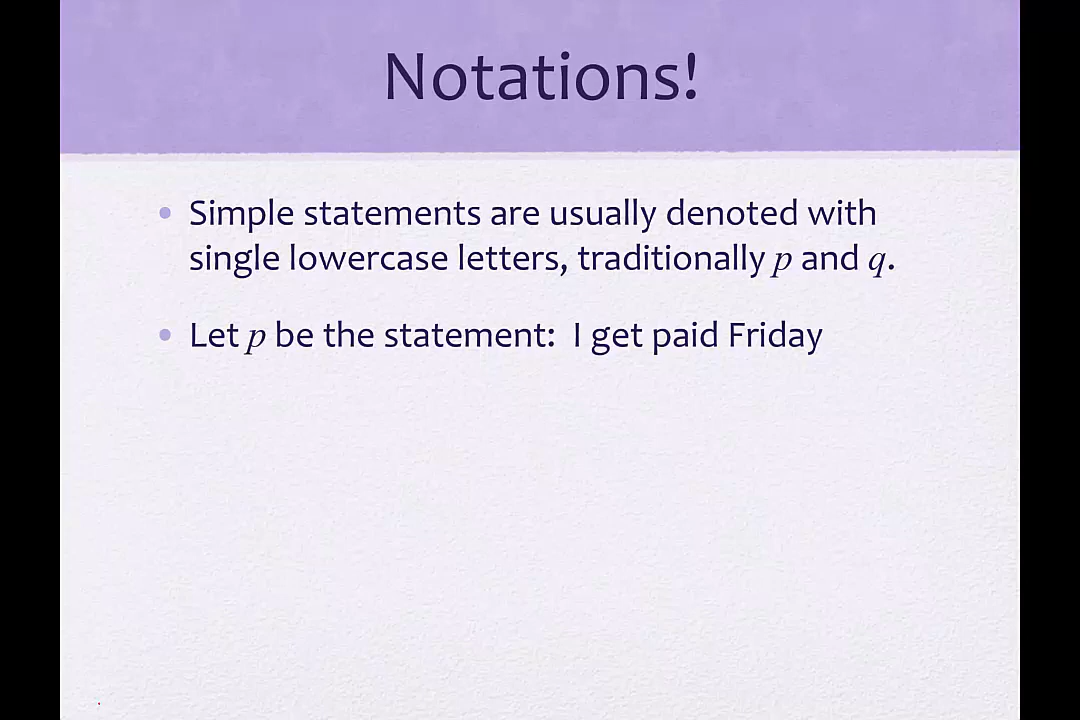 Notations!
• Simple statements are usually denoted with
single lowercase letters, traditionally p and q.
• Let p be the statement:  I get paid Friday